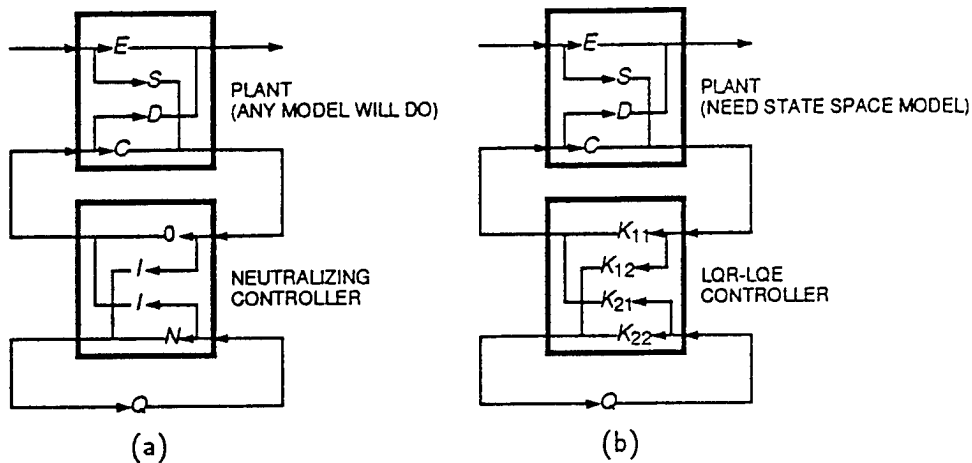 E
S
D
C
PLANT
(ANY MODEL WILL DO)
0
I
I
N
NEUTRALIZING
CONTROLLER
Q
(a)
E
S
D
C
PLANT
(NEED STATE SPACE MODEL)
K11
K12
K21
K22
LQR-LQE
CONTROLLER
Q
(b)